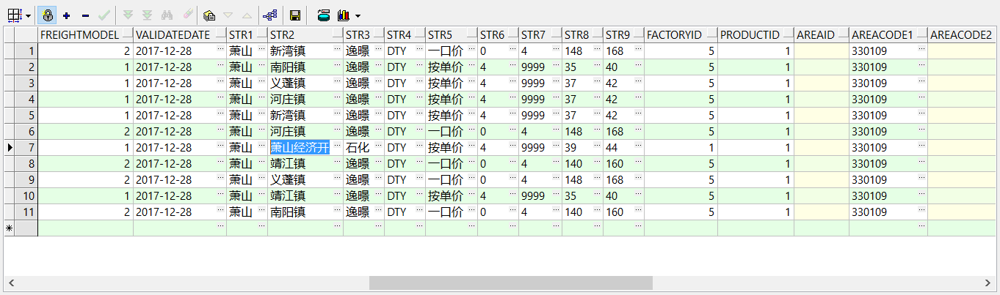 FREIGHTMODEL VALIDATEDATE STR1 STR2 STR3 STR4 STR5 STR6 STR7 STR8 STR9 FACTORYID PRODUCTID AREAID AREACODE1 AREACODE2
1 2 2017-12-28 萧山 新湾镇 逸暻 DTY 一口价 0 4 148 168 5 1 330109
2 1 2017-12-28 萧山 南阳镇 逸暻 DTY 按单价 4 9999 35 40 5 1 330109
3 1 2017-12-28 萧山 义蓬镇 逸暻 DTY 按单价 4 9999 37 42 5 1 330109
4 1 2017-12-28 萧山 河庄镇 逸暻 DTY 按单价 4 9999 37 42 5 1 330109
5 1 2017-12-28 萧山 新湾镇 逸暻 DTY 按单价 4 9999 37 42 5 1 330109
6 2 2017-12-28 萧山 河庄镇 逸暻 DTY 一口价 0 4 148 168 5 1 330109
7 1 2017-12-28 萧山 萧山经济开 石化 DTY 按单价 4 9999 39 44 1 1 330109
8 2 2017-12-28 萧山 靖江镇 逸暻 DTY 一口价 0 4 140 160 5 1 330109
9 2 2017-12-28 萧山 义蓬镇 逸暻 DTY 一口价 0 4 148 168 5 1 330109
10 1 2017-12-28 萧山 靖江镇 逸暻 DTY 按单价 4 9999 35 40 5 1 330109
11 2 2017-12-28 萧山 南阳镇 逸暻 DTY 一口价 0 4 140 160 5 1 330109